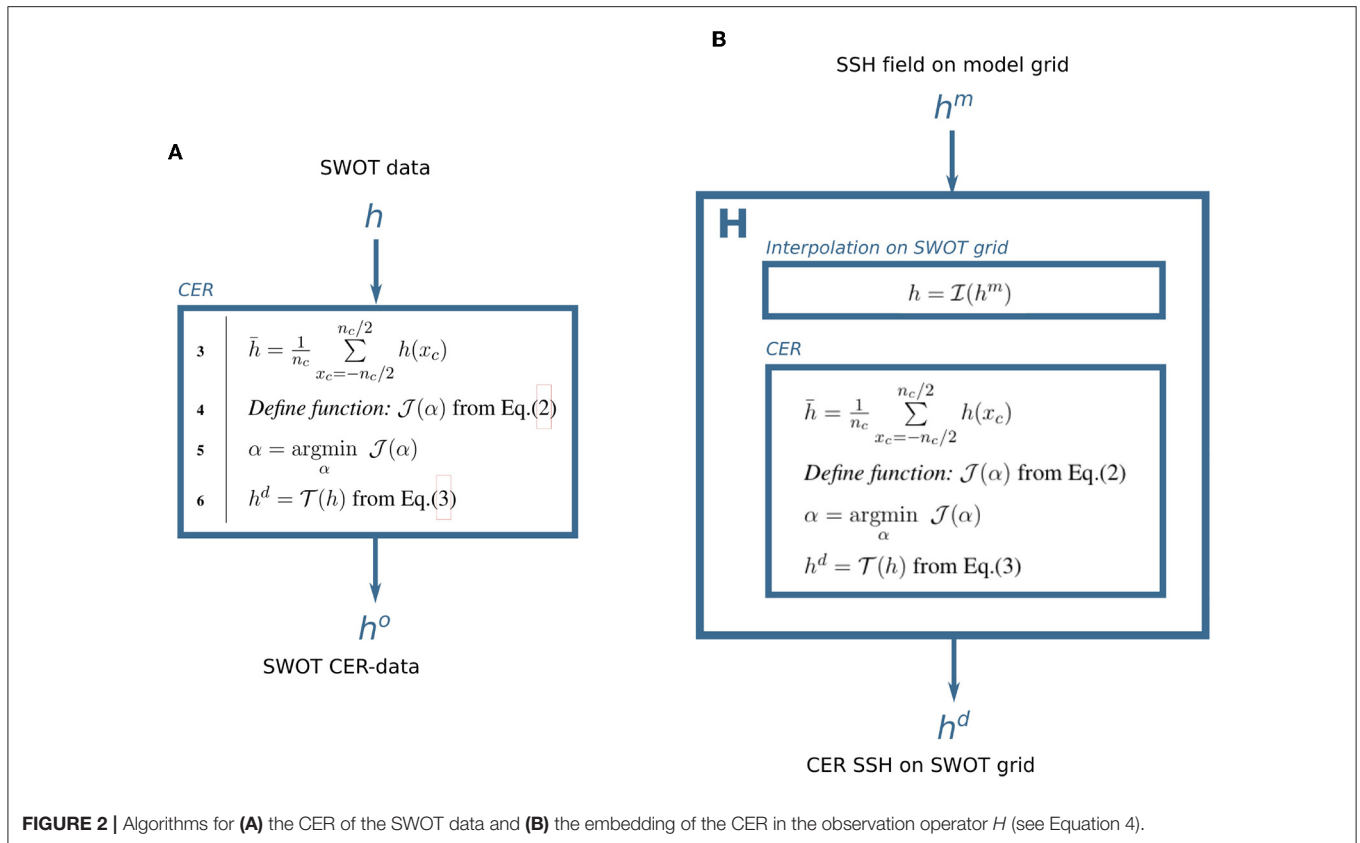 A
SWOT data
h
CER
3 h̄ = 1/n_c ∑_{x_c=−n_c/2}^{n_c/2} h(x_c)
4 Define function: 𝒥(α) from Eq.(2)
5 α = argmin_α 𝒥(α)
6 h^d = 𝒯(h) from Eq.(3)
h^o
SWOT CER-data
B
SSH field on model grid
h^m
H
Interpolation on SWOT grid
h = ℐ(h^m)
CER
h̄ = 1/n_c ∑_{x_c=−n_c/2}^{n_c/2} h(x_c)
Define function: 𝒥(α) from Eq.(2)
α = argmin_α 𝒥(α)
h^d = 𝒯(h) from Eq.(3)
h^d
CER SSH on SWOT grid
FIGURE 2 | Algorithms for (A) the CER of the SWOT data and (B) the embedding of the CER in the observation operator H (see Equation 4).